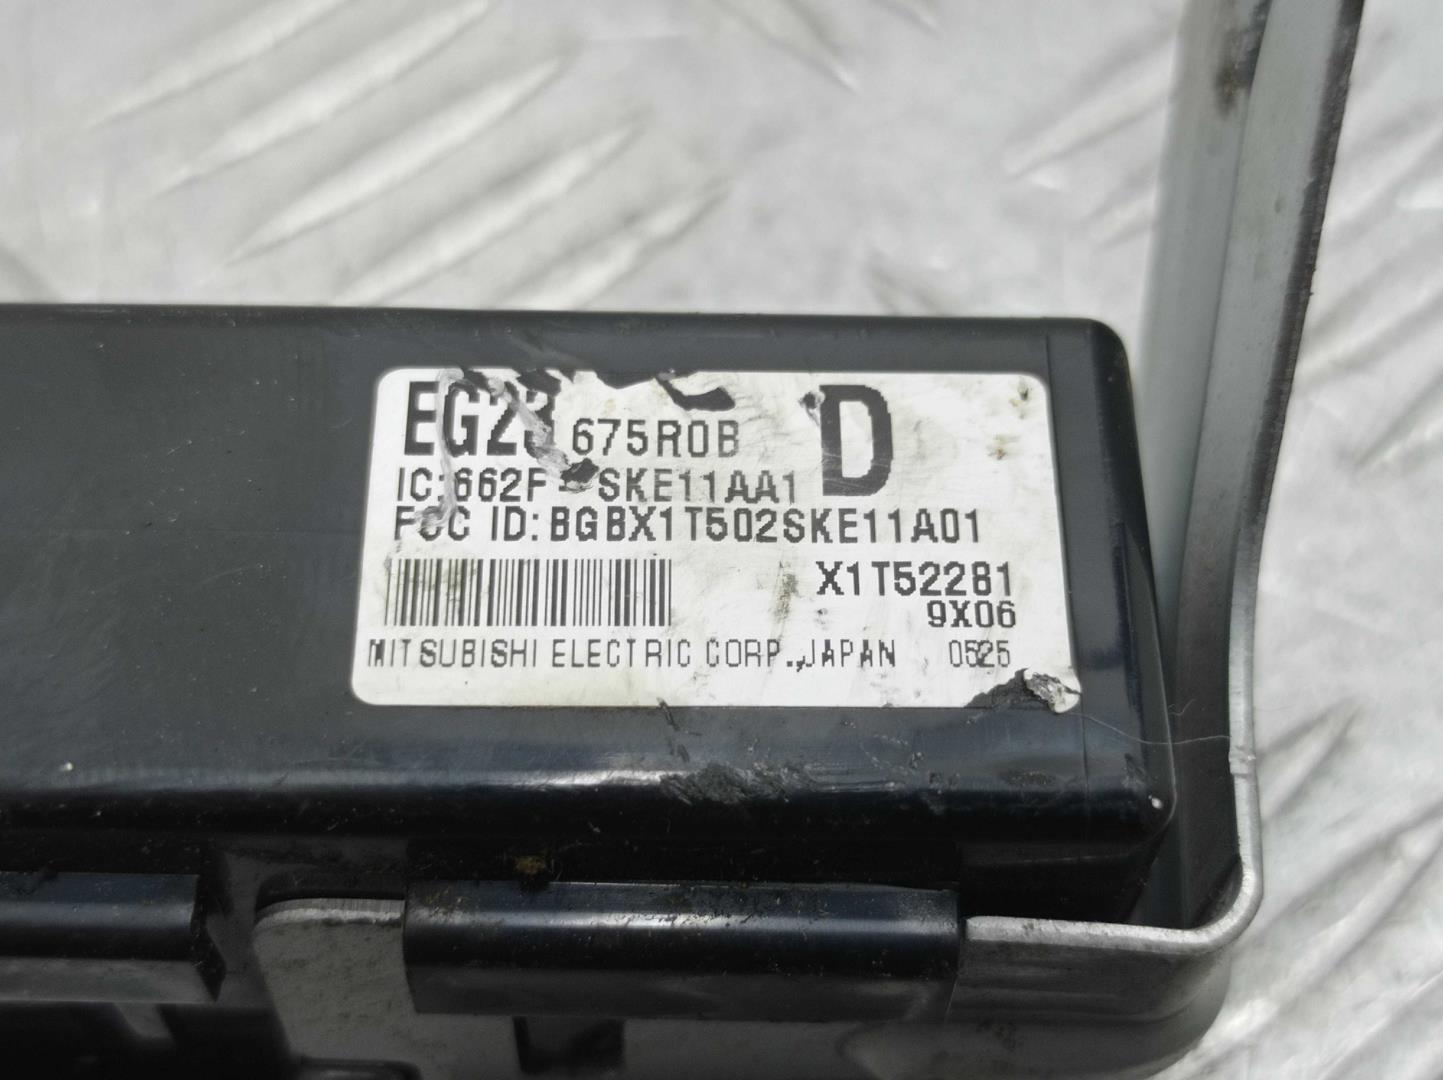 EG23 675R0B D
IC:662F- SKE11AA1
FCC ID:BGBX1T502SKE11A01
X1T52281
9X06
MITSUBISHI ELECTRIC CORP.,JAPAN 0525